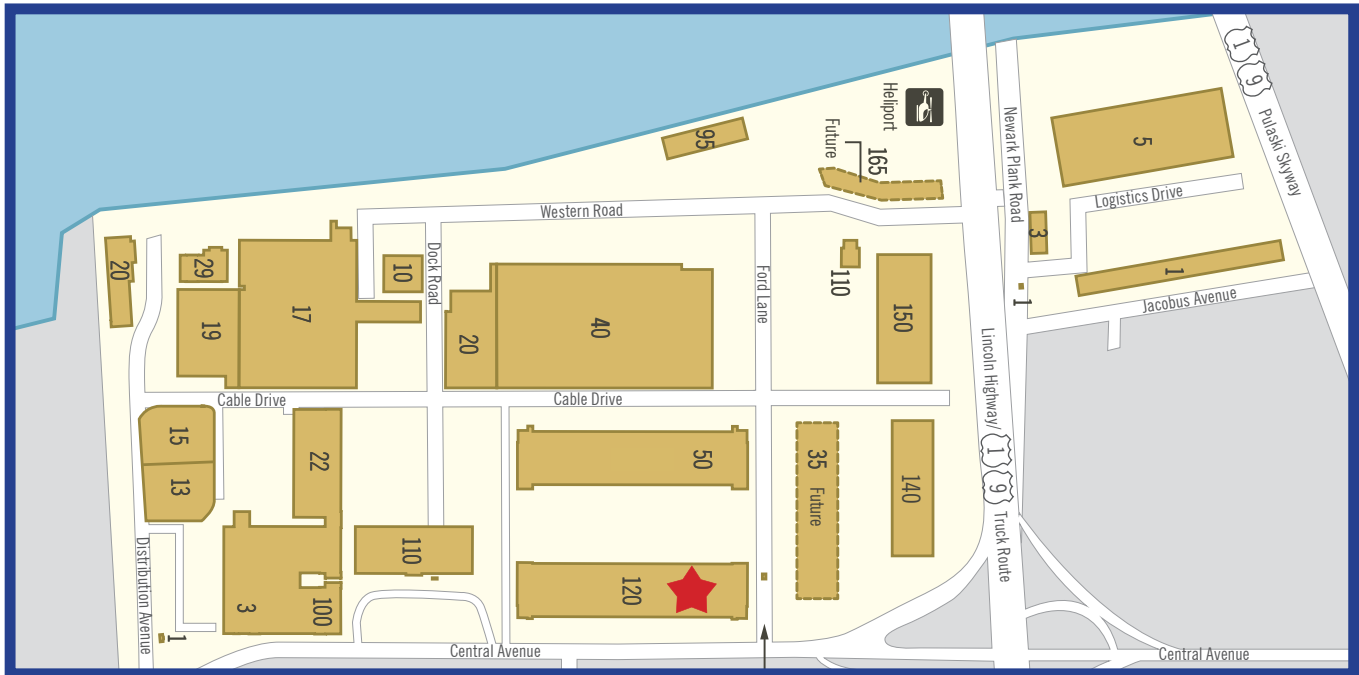 1
9
Pulaski Skyway
Heliport
Newark Plank Road
5
Future
165
95
Logistics Drive
Western Road
3
20
29
17
10
Dock Road
Ford Lane
110
150
1
1
Jacobus Avenue
19
20
40
Lincoln Highway/
1
9
Truck Route
Cable Drive
Cable Drive
15
13
22
50
35
Future
140
Distribution Avenue
110
3
100
120
1
Central Avenue
Central Avenue